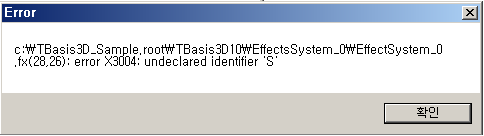 Error
c:₩TBasis3D_Sample,root₩TBasis3D10₩EffectsSystem_0₩EffectSystem_0
,fx(28,26): error X3004: undeclared identifier 'S'
확인